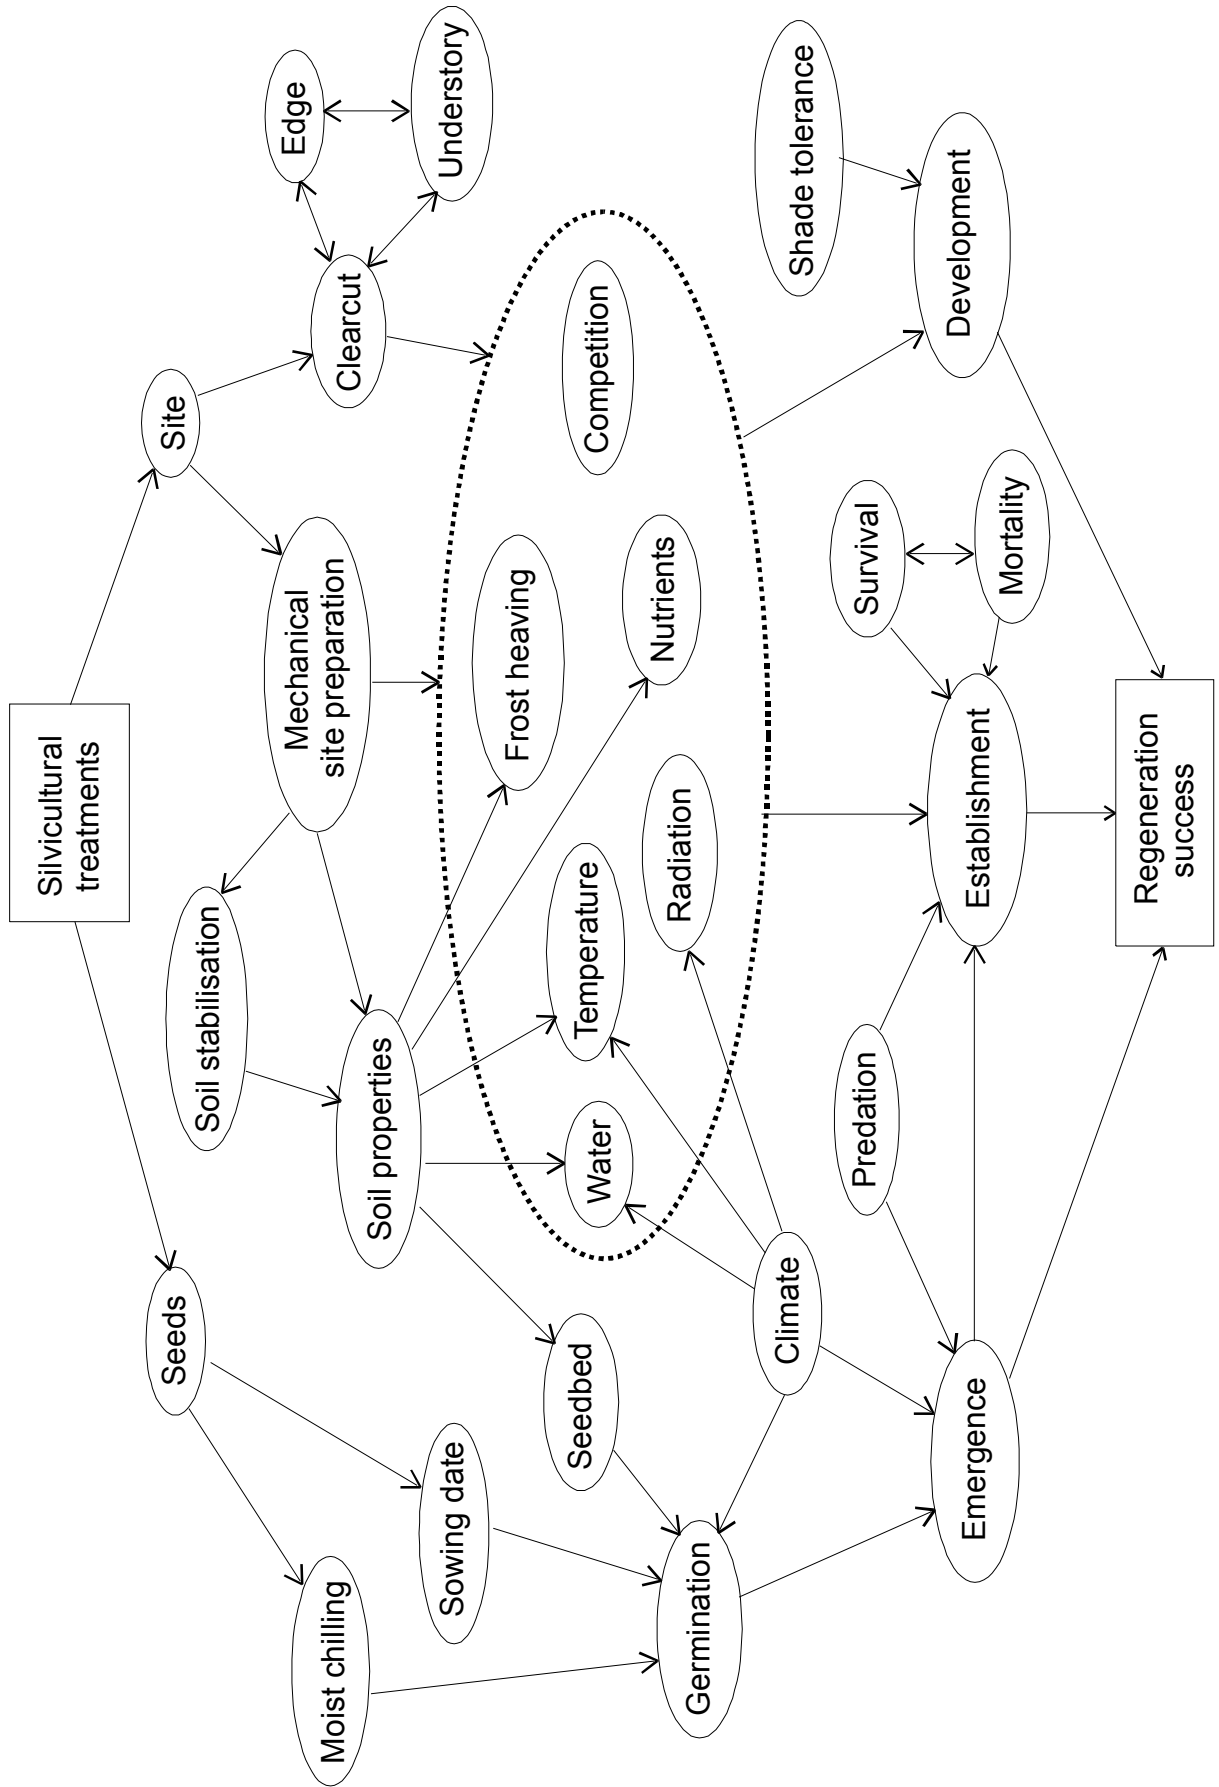 Silvicultural
treatments
Seeds
Site
Soil stabilisation
Mechanical
site preparation
Edge
Clearcut
Understory
Moist chilling
Soil properties
Sowing date
Frost heaving
Competition
Seedbed
Water
Temperature
Nutrients
Radiation
Germination
Climate
Shade tolerance
Predation
Survival
Mortality
Development
Emergence
Establishment
Regeneration
success